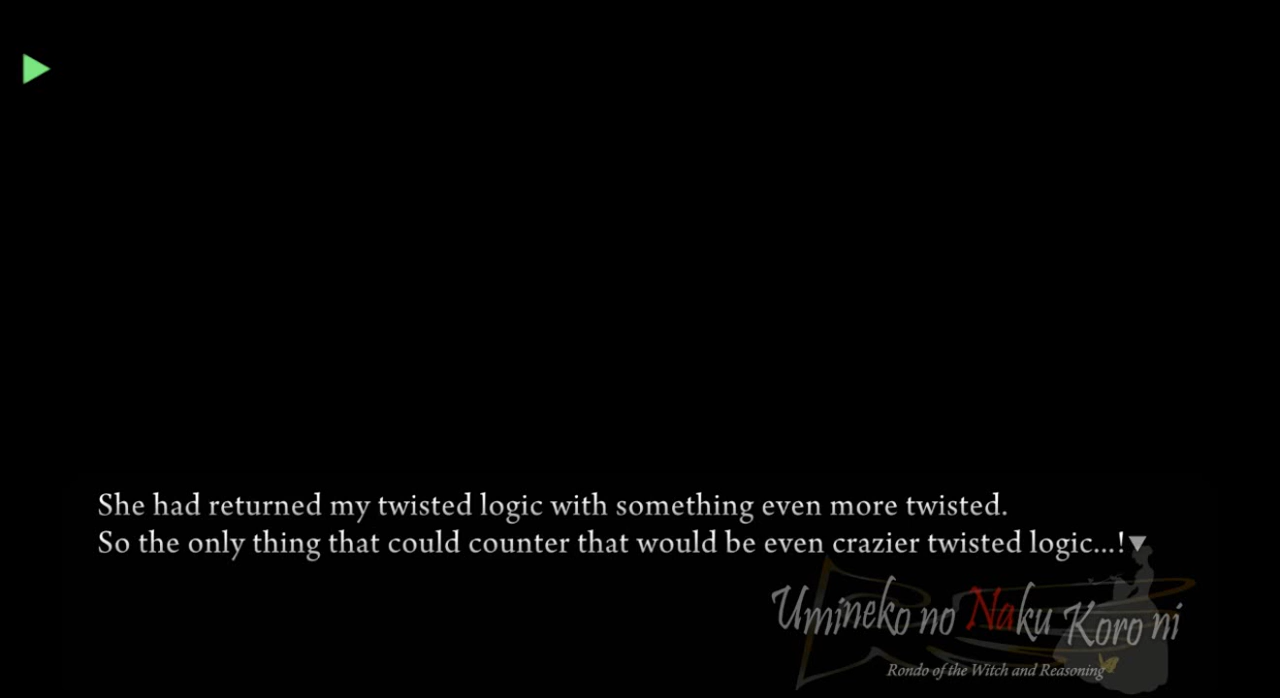 She had returned my twisted logic with something even more twisted.
So the only thing that could counter that would be even crazier twisted logic...!
Umineko no Naku Koro ni
Rondo of the Witch and Reasoning